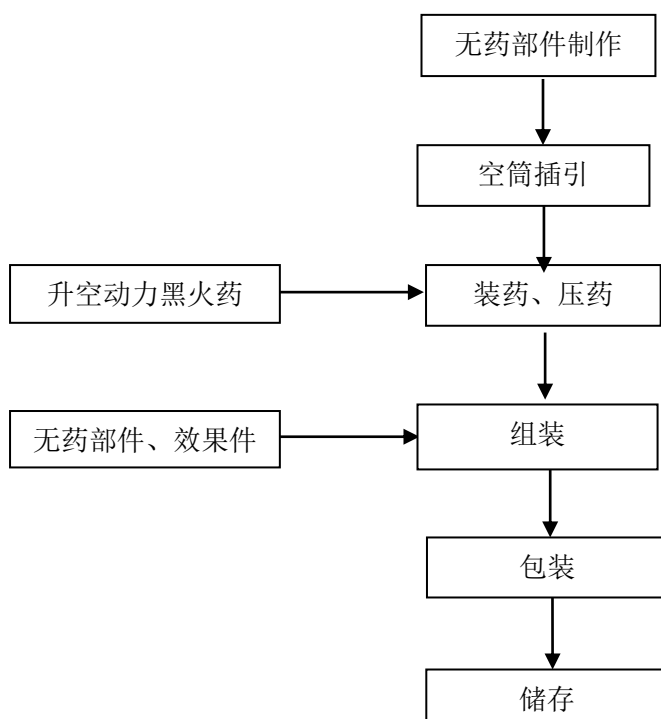 无药部件制作
空筒插引
升空动力黑火药
装药、压药
无药部件、效果件
组装
包装
储存